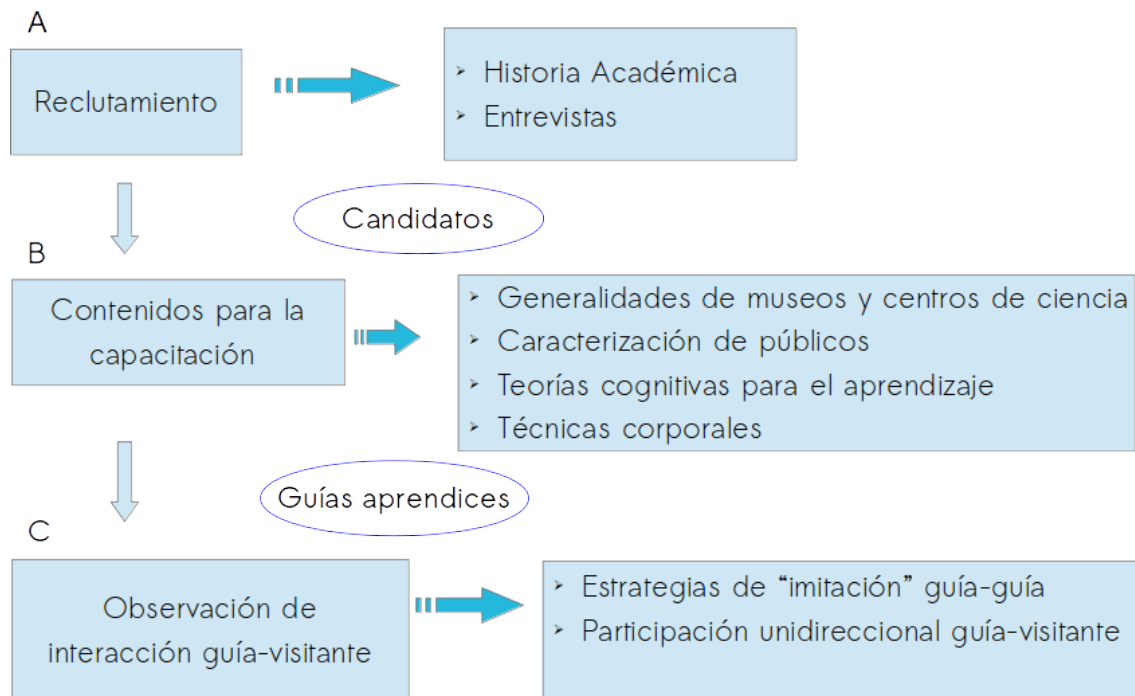 A
Reclutamiento
➢ Historia Académica
➢ Entrevistas
Candidatos
B
Contenidos para la
capacitación
➢ Generalidades de museos y centros de ciencia
➢ Caracterización de públicos
➢ Teorías cognitivas para el aprendizaje
➢ Técnicas corporales
Guías aprendices
C
Observación de
interacción guía-visitante
➢ Estrategias de “imitación” guía-guía
➢ Participación unidireccional guía-visitante